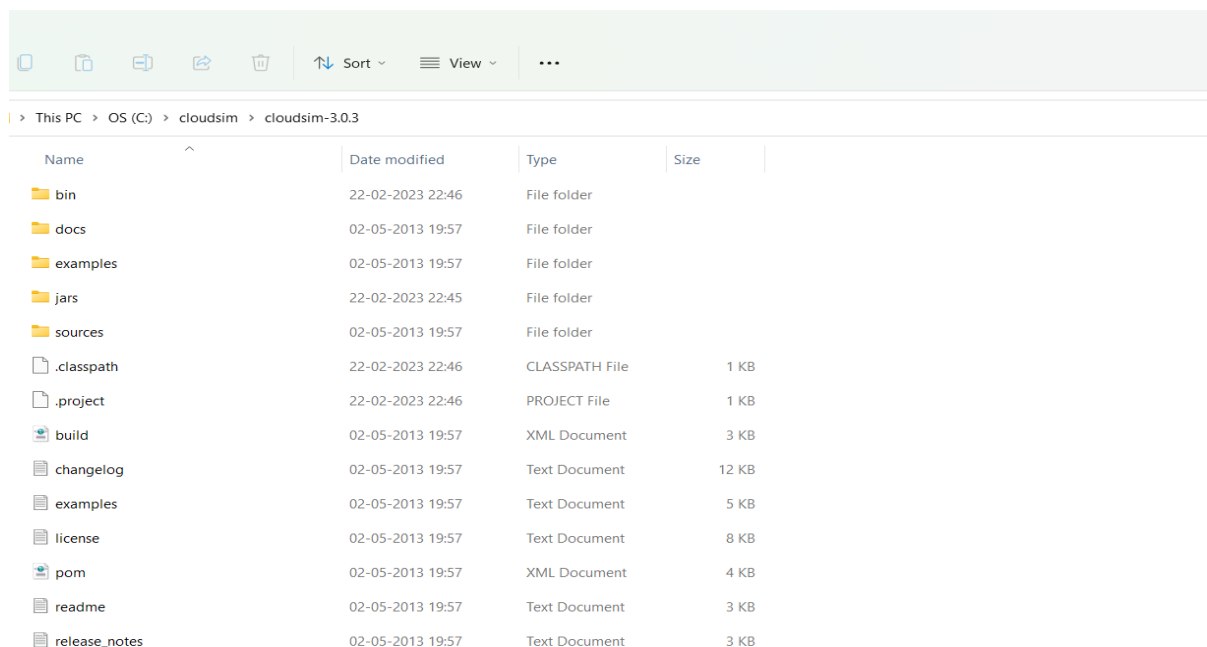 Sort View ...
This PC > OS (C:) > cloudsim > cloudsim-3.0.3
Name Date modified Type Size
bin 22-02-2023 22:46 File folder
docs 02-05-2013 19:57 File folder
examples 02-05-2013 19:57 File folder
jars 22-02-2023 22:45 File folder
sources 02-05-2013 19:57 File folder
.classpath 22-02-2023 22:46 CLASSPATH File 1 KB
.project 22-02-2023 22:46 PROJECT File 1 KB
build 02-05-2013 19:57 XML Document 3 KB
changelog 02-05-2013 19:57 Text Document 12 KB
examples 02-05-2013 19:57 Text Document 5 KB
license 02-05-2013 19:57 Text Document 8 KB
pom 02-05-2013 19:57 XML Document 4 KB
readme 02-05-2013 19:57 Text Document 3 KB
release_notes 02-05-2013 19:57 Text Document 3 KB